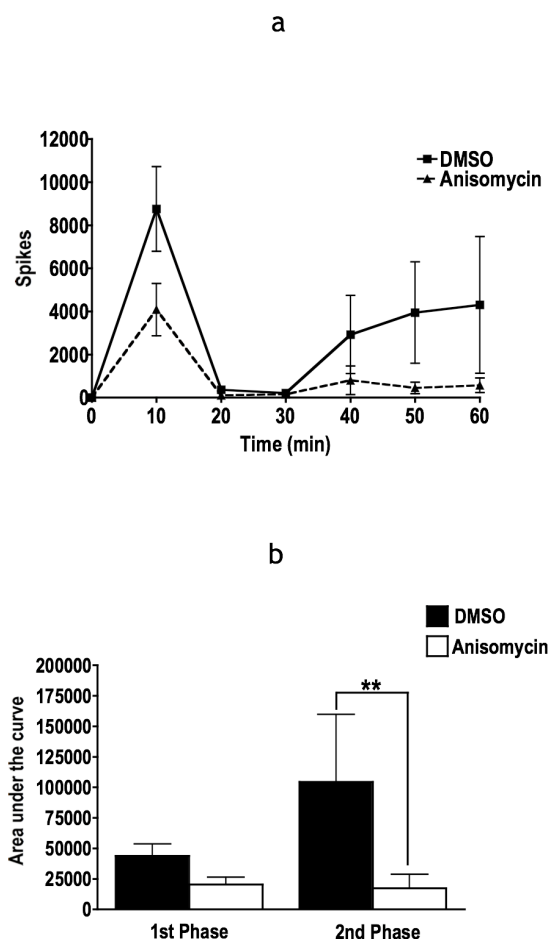 a
12000
10000
8000
6000
4000
2000
0
Spikes
DMSO
Anisomycin
0 10 20 30 40 50 60
Time (min)
b
DMSO
Anisomycin
200000
175000
150000
125000
100000
75000
50000
25000
0
Area under the curve
**
1st Phase 2nd Phase